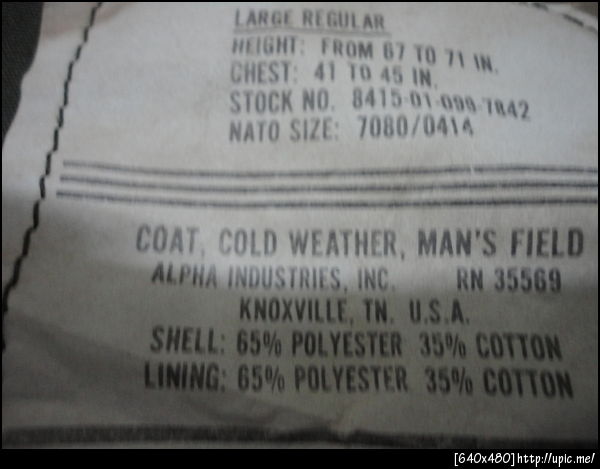 LARGE REGULAR
HEIGHT: FROM 67 TO 71 IN.
CHEST: 41 TO 45 IN.
STOCK NO. 8415-01-099-7842
NATO SIZE: 7080/0414
COAT, COLD WEATHER, MAN'S FIELD
ALPHA INDUSTRIES, INC. RN 35569
KNOXVILLE, TN. U.S.A.
SHELL: 65% POLYESTER 35% COTTON
LINING: 65% POLYESTER 35% COTTON
[640x480]http://upic.me/